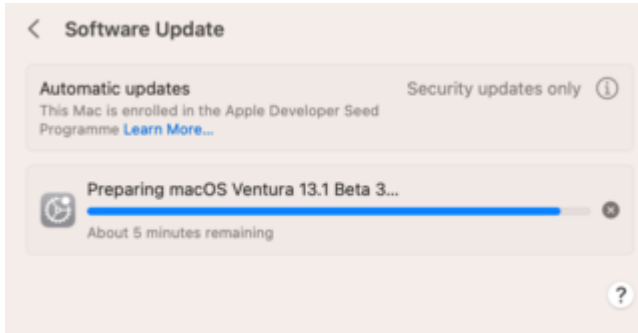 Software Update
Automatic updates
Security updates only
This Mac is enrolled in the Apple Developer Seed
Programme Learn More...
Preparing macOS Ventura 13.1 Beta 3...
About 5 minutes remaining
?